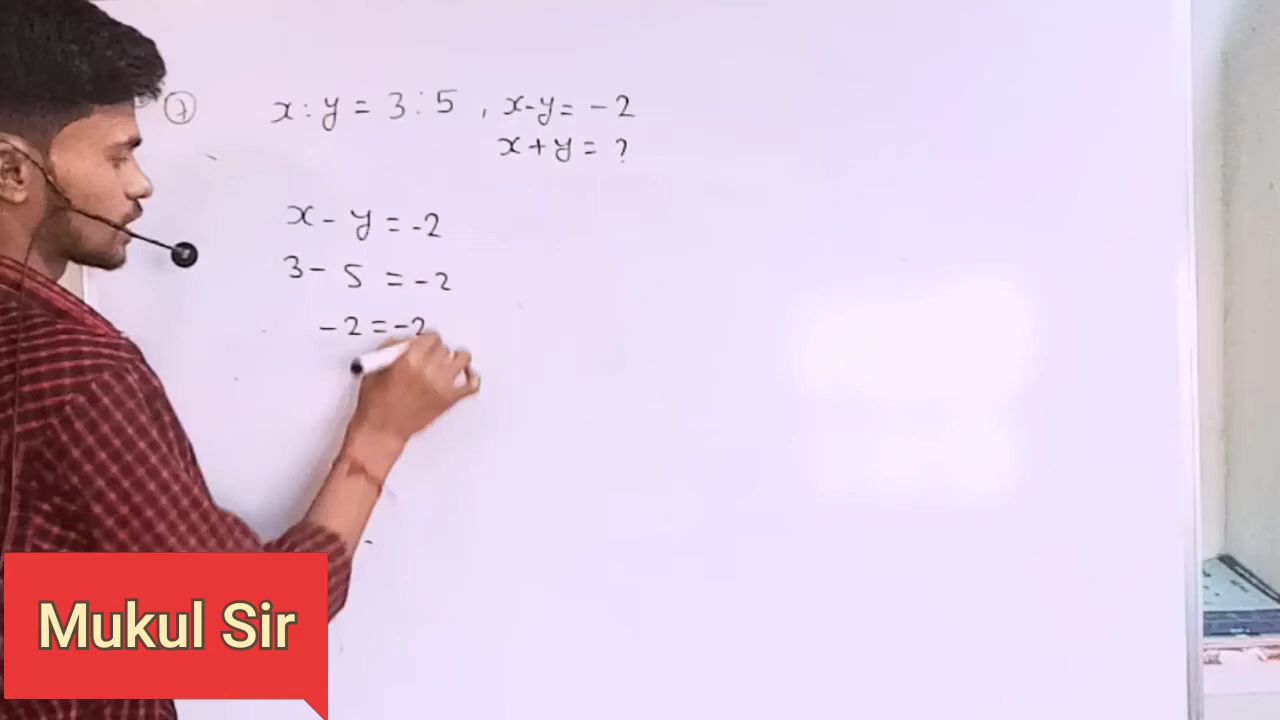 ⑦ x : y = 3 : 5 , x-y = -2
x + y = ?
x - y = -2
3 - 5 = -2
-2 = -2
Mukul Sir